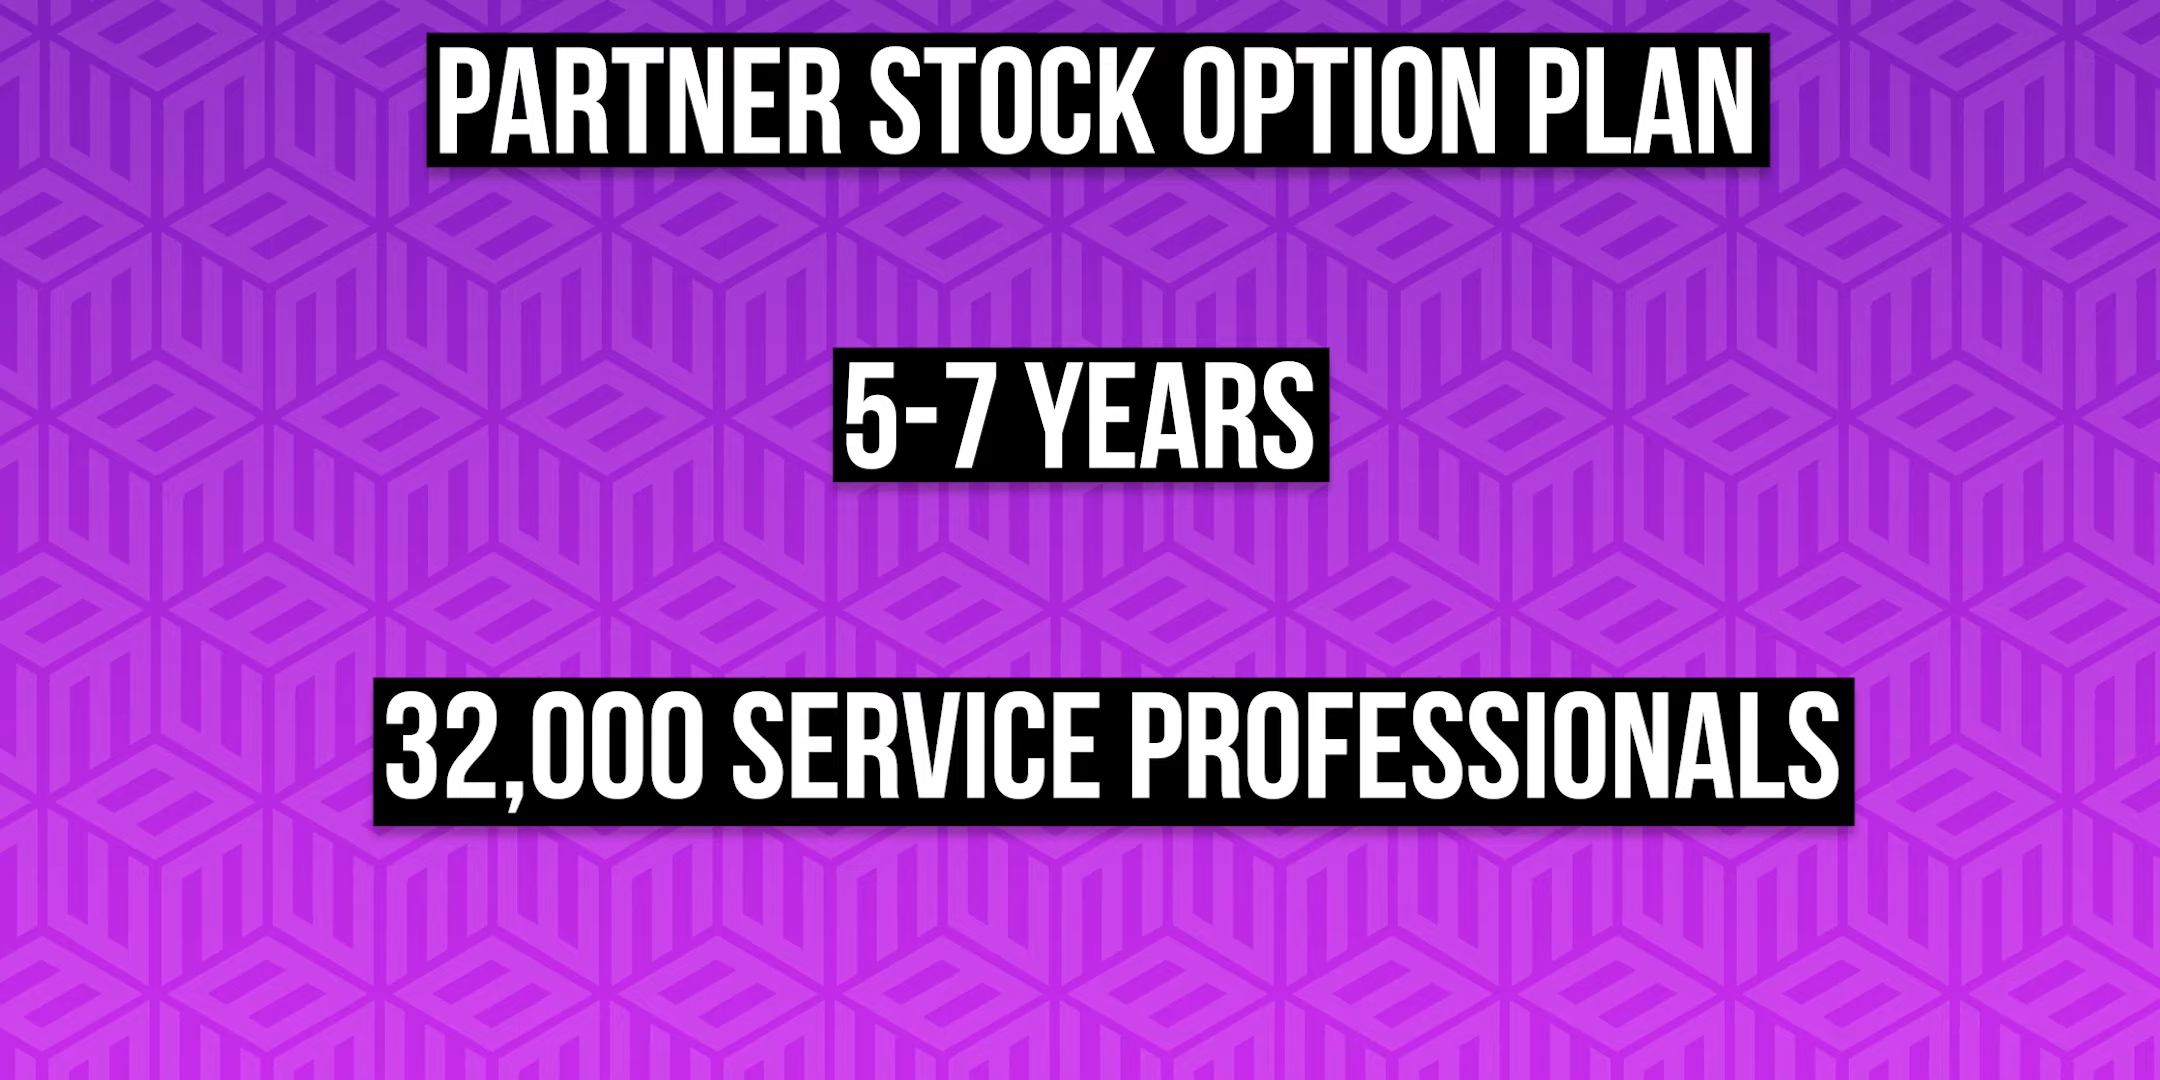 PARTNER STOCK OPTION PLAN
5-7 YEARS
32,000 SERVICE PROFESSIONALS